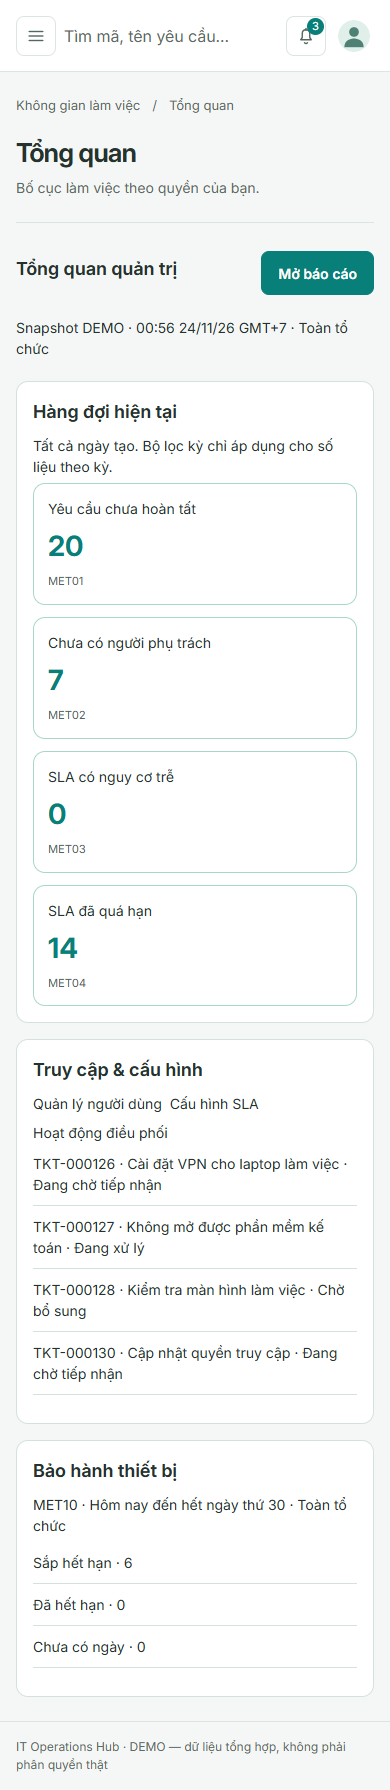 Tìm mã, tên yêu cầu...
3
Không gian làm việc / Tổng quan
Tổng quan
Bố cục làm việc theo quyền của bạn.
Tổng quan quản trị
Mở báo cáo
Snapshot DEMO · 00:56 24/11/26 GMT+7 · Toàn tổ
chức
Hàng đợi hiện tại
Tất cả ngày tạo. Bộ lọc kỳ chỉ áp dụng cho số
liệu theo kỳ.
Yêu cầu chưa hoàn tất
20
MET01
Chưa có người phụ trách
7
MET02
SLA có nguy cơ trễ
0
MET03
SLA đã quá hạn
14
MET04
Truy cập & cấu hình
Quản lý người dùng Cấu hình SLA
Hoạt động điều phối
TKT-000126 · Cài đặt VPN cho laptop làm việc ·
Đang chờ tiếp nhận
TKT-000127 · Không mở được phần mềm kế
toán · Đang xử lý
TKT-000128 · Kiểm tra màn hình làm việc · Chờ
bổ sung
TKT-000130 · Cập nhật quyền truy cập · Đang
chờ tiếp nhận
Bảo hành thiết bị
MET10 · Hôm nay đến hết ngày thứ 30 · Toàn tổ
chức
Sắp hết hạn · 6
Đã hết hạn · 0
Chưa có ngày · 0
IT Operations Hub · DEMO — dữ liệu tổng hợp, không phải
phân quyền thật